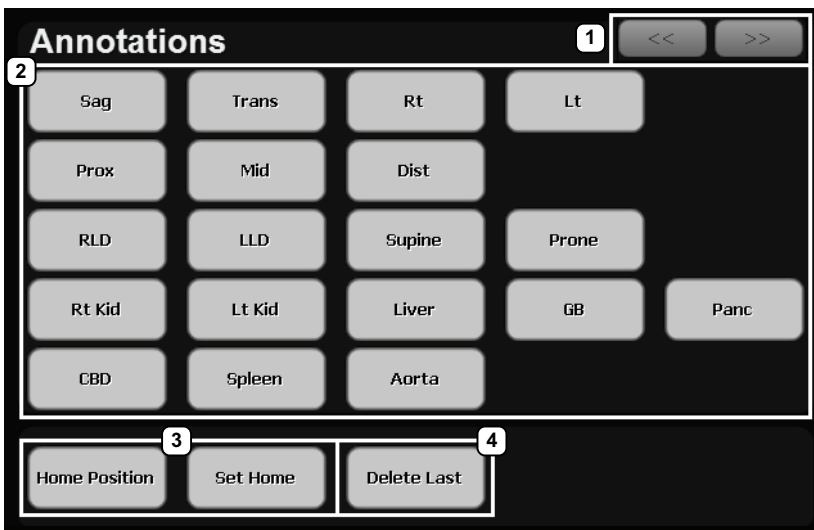 Annotations 1 << >>
2
Sag Trans Rt Lt
Prox Mid Dist
RLD LLD Supine Prone
Rt Kid Lt Kid Liver GB Panc
CBD Spleen Aorta
3 4
Home Position Set Home Delete Last